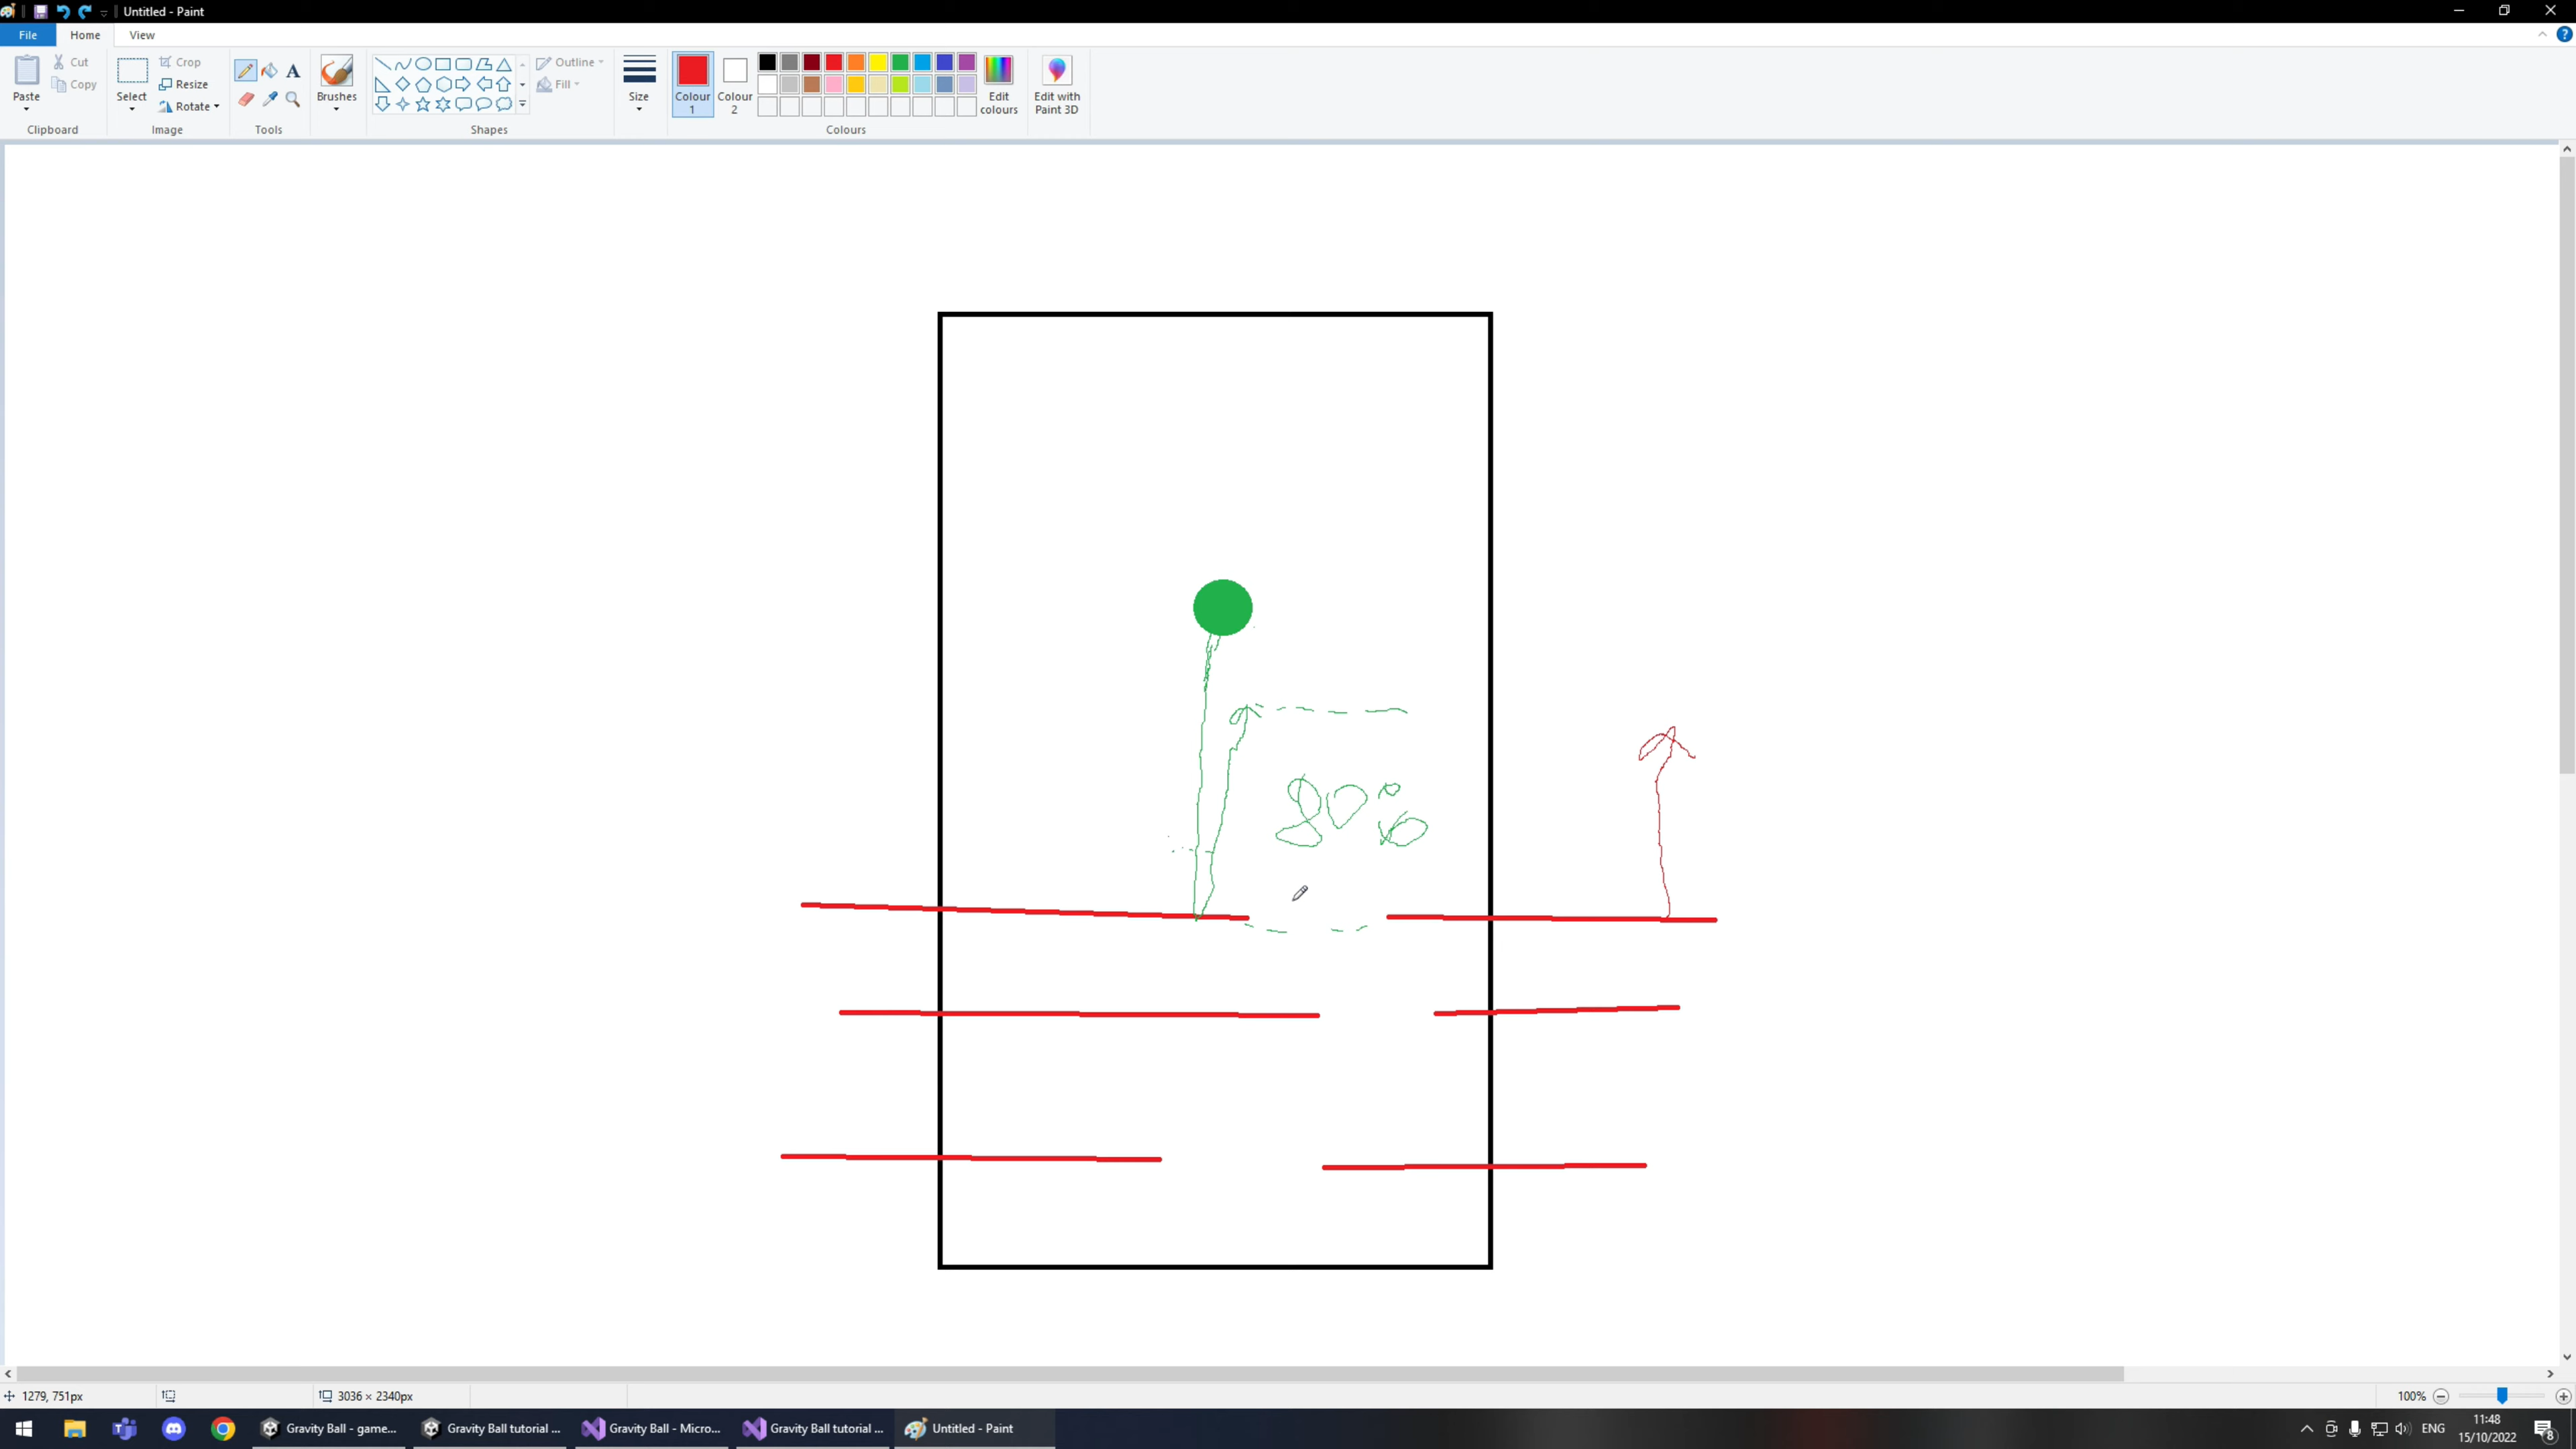 Untitled - Paint
File Home View
Paste
Cut
Copy
Clipboard
Select
Crop
Resize
Rotate
Image
A
Tools
Brushes
Shapes
Outline
Fill
Size
Colour 1
Colour 2
Edit colours
Colours
Edit with Paint 3D
80%
1279, 751px
3036 × 2340px
100%
Gravity Ball - game...
Gravity Ball tutorial ...
Gravity Ball - Micro...
Gravity Ball tutorial ...
Untitled - Paint
ENG
11:48
15/10/2022
8